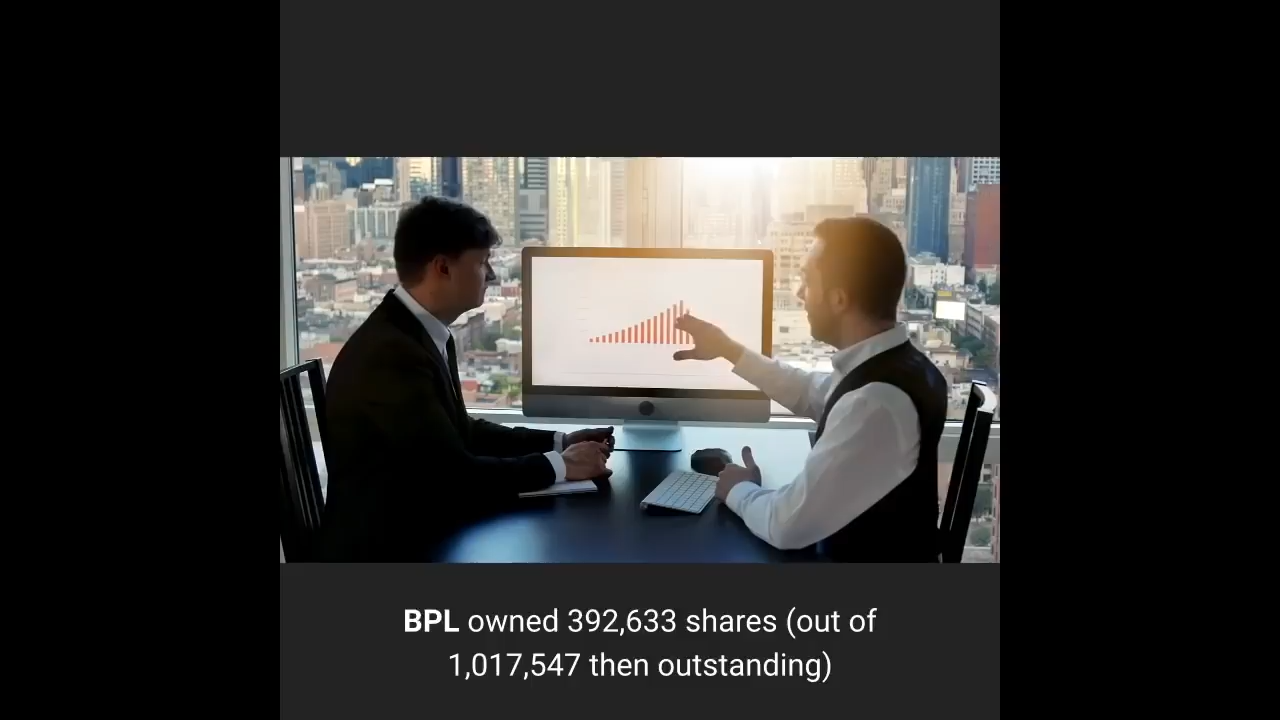 BPL owned 392,633 shares (out of
1,017,547 then outstanding)